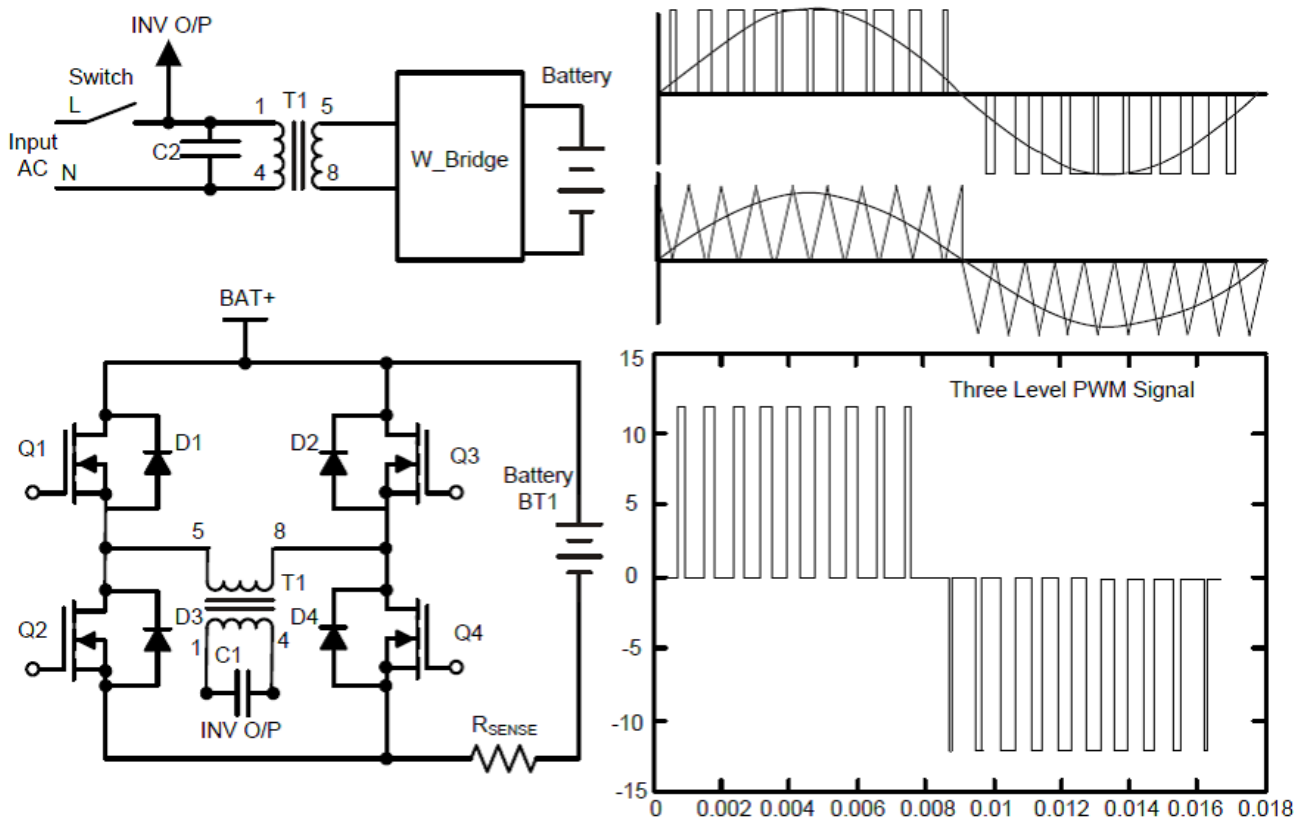 INV O/P
Switch
L
1 T1 5
Battery
Input
AC
C2
W_Bridge
N
4 8
BAT+
Q1
D1
D2
Q3
Battery
BT1
5 8
T1
Q2
D3
D4
Q4
1 4
C1
INV O/P
RSENSE
15
Three Level PWM Signal
10
5
0
-5
-10
-15
0 0.002 0.004 0.006 0.008 0.01 0.012 0.014 0.016 0.018